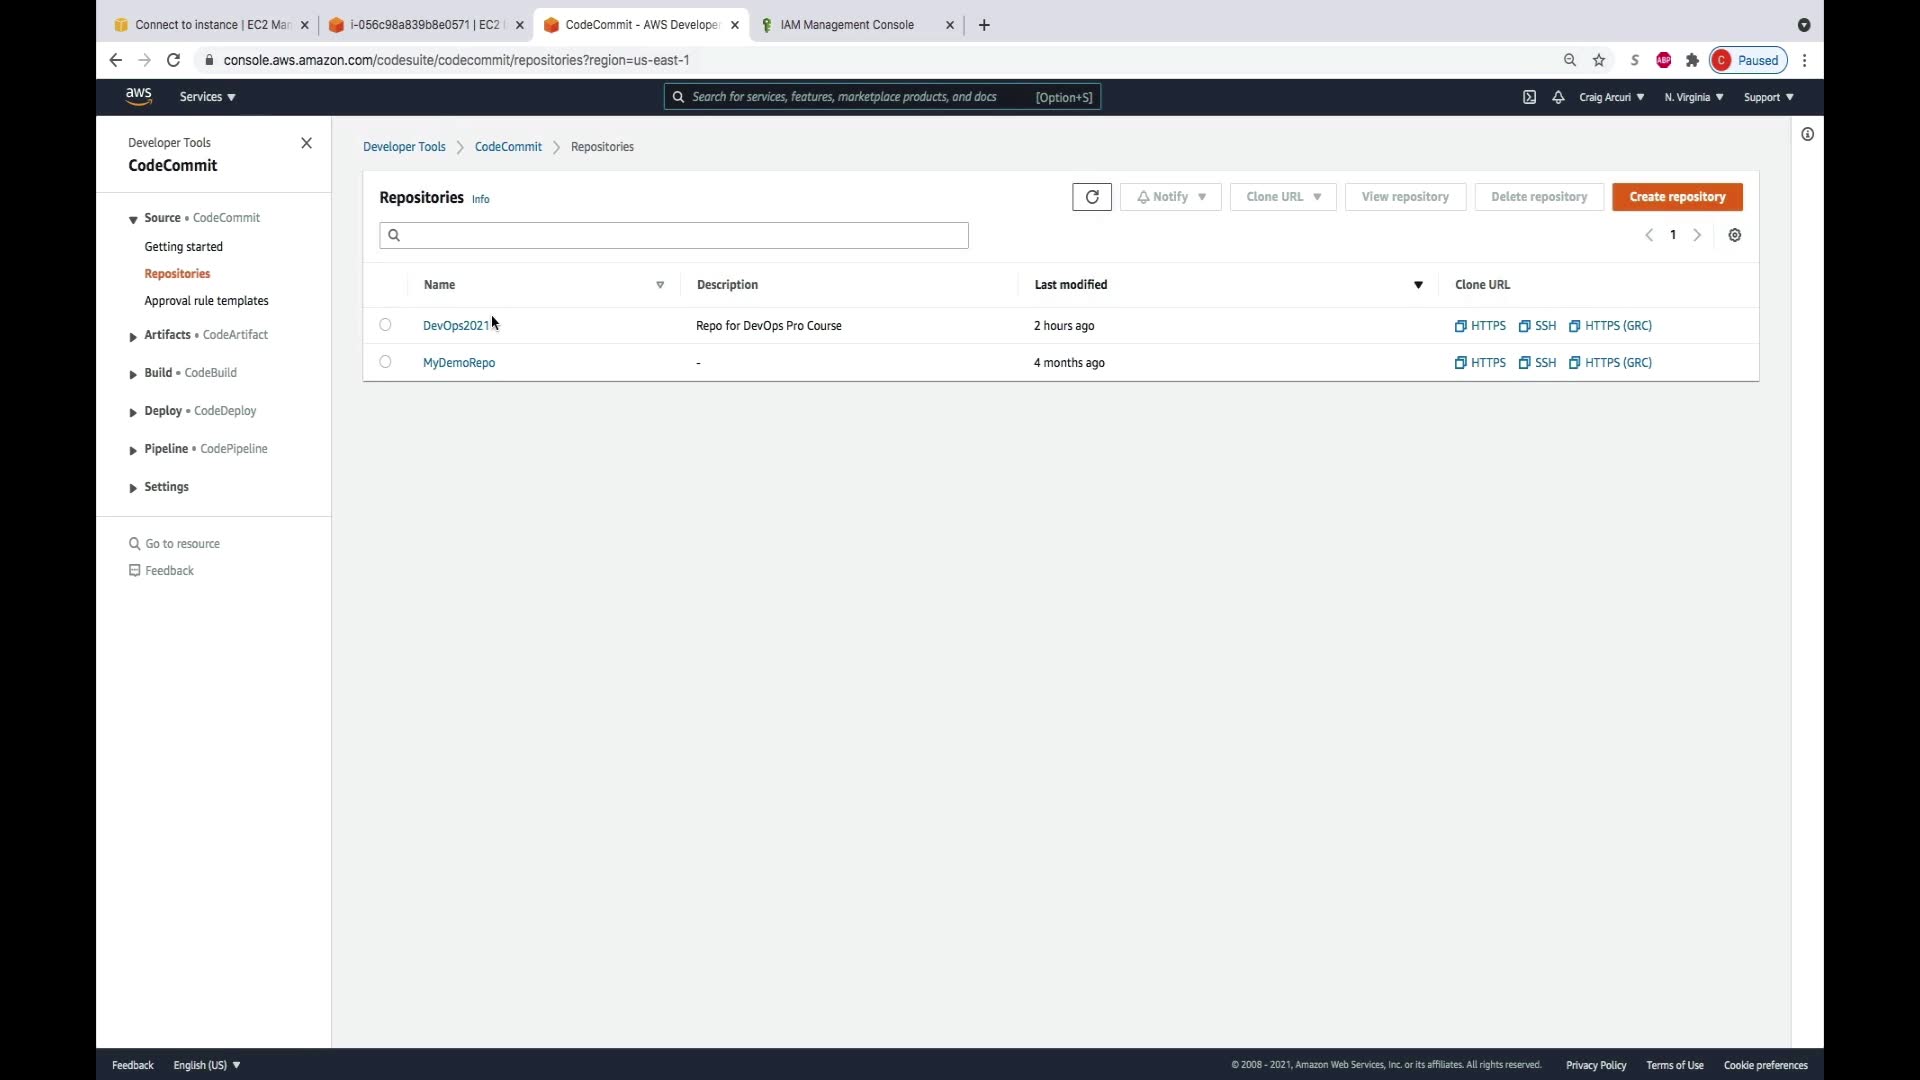 Connect to instance | EC2 Man
i-056c98a839b8e0571 | EC2
CodeCommit - AWS Developer
IAM Management Console
console.aws.amazon.com/codesuite/codecommit/repositories?region=us-east-1
S
ABP
C Paused
aws
Services
Search for services, features, marketplace products, and docs
[Option+S]
Craig Arcuri
N. Virginia
Support
Developer Tools
CodeCommit
Source • CodeCommit
Getting started
Repositories
Approval rule templates
Artifacts • CodeArtifact
Build • CodeBuild
Deploy • CodeDeploy
Pipeline • CodePipeline
Settings
Go to resource
Feedback
Developer Tools > CodeCommit > Repositories
Repositories Info
Notify
Clone URL
View repository
Delete repository
Create repository
1
Name Description Last modified Clone URL
DevOps2021 Repo for DevOps Pro Course 2 hours ago HTTPS SSH HTTPS (GRC)
MyDemoRepo - 4 months ago HTTPS SSH HTTPS (GRC)
Feedback English (US)
© 2008 - 2021, Amazon Web Services, Inc. or its affiliates. All rights reserved. Privacy Policy Terms of Use Cookie preferences